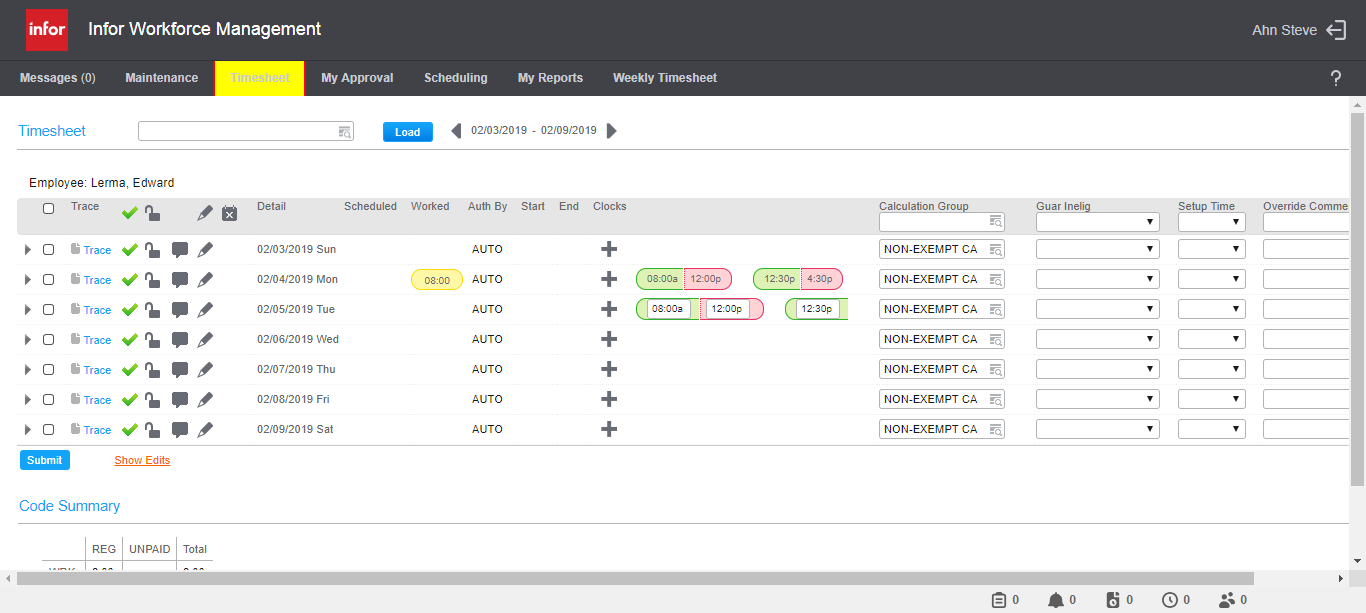 infor Infor Workforce Management Ahn Steve
Messages (0) Maintenance Timesheet My Approval Scheduling My Reports Weekly Timesheet ?
Timesheet Load 02/03/2019 - 02/09/2019
Employee: Lerma, Edward
Trace Detail Scheduled Worked Auth By Start End Clocks Calculation Group Guar Inelig Setup Time Override Comme
Trace 02/03/2019 Sun AUTO NON-EXEMPT CA
Trace 02/04/2019 Mon 08:00 AUTO 08:00a 12:00p 12:30p 4:30p NON-EXEMPT CA
Trace 02/05/2019 Tue AUTO 08:00a 12:00p 12:30p NON-EXEMPT CA
Trace 02/06/2019 Wed AUTO NON-EXEMPT CA
Trace 02/07/2019 Thu AUTO NON-EXEMPT CA
Trace 02/08/2019 Fri AUTO NON-EXEMPT CA
Trace 02/09/2019 Sat AUTO NON-EXEMPT CA
Submit Show Edits
Code Summary
REG UNPAID Total
0 0 0 0 0